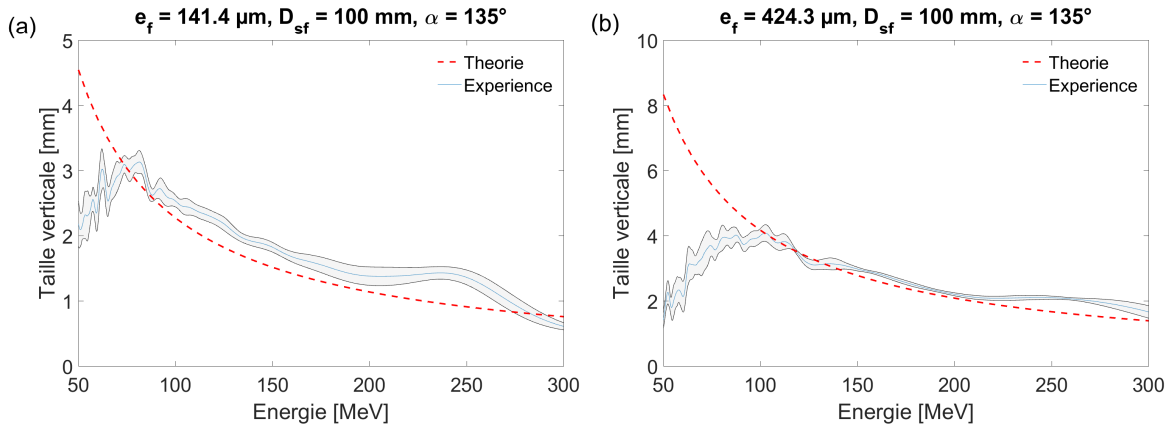 (a)
e_f = 141.4 µm, D_sf = 100 mm, α = 135°
5
4
3
2
1
0
Taille verticale [mm]
Theorie
Experience
50
100
150
200
250
300
Energie [MeV]
(b)
e_f = 424.3 µm, D_sf = 100 mm, α = 135°
10
8
6
4
2
0
Taille verticale [mm]
Theorie
Experience
50
100
150
200
250
300
Energie [MeV]